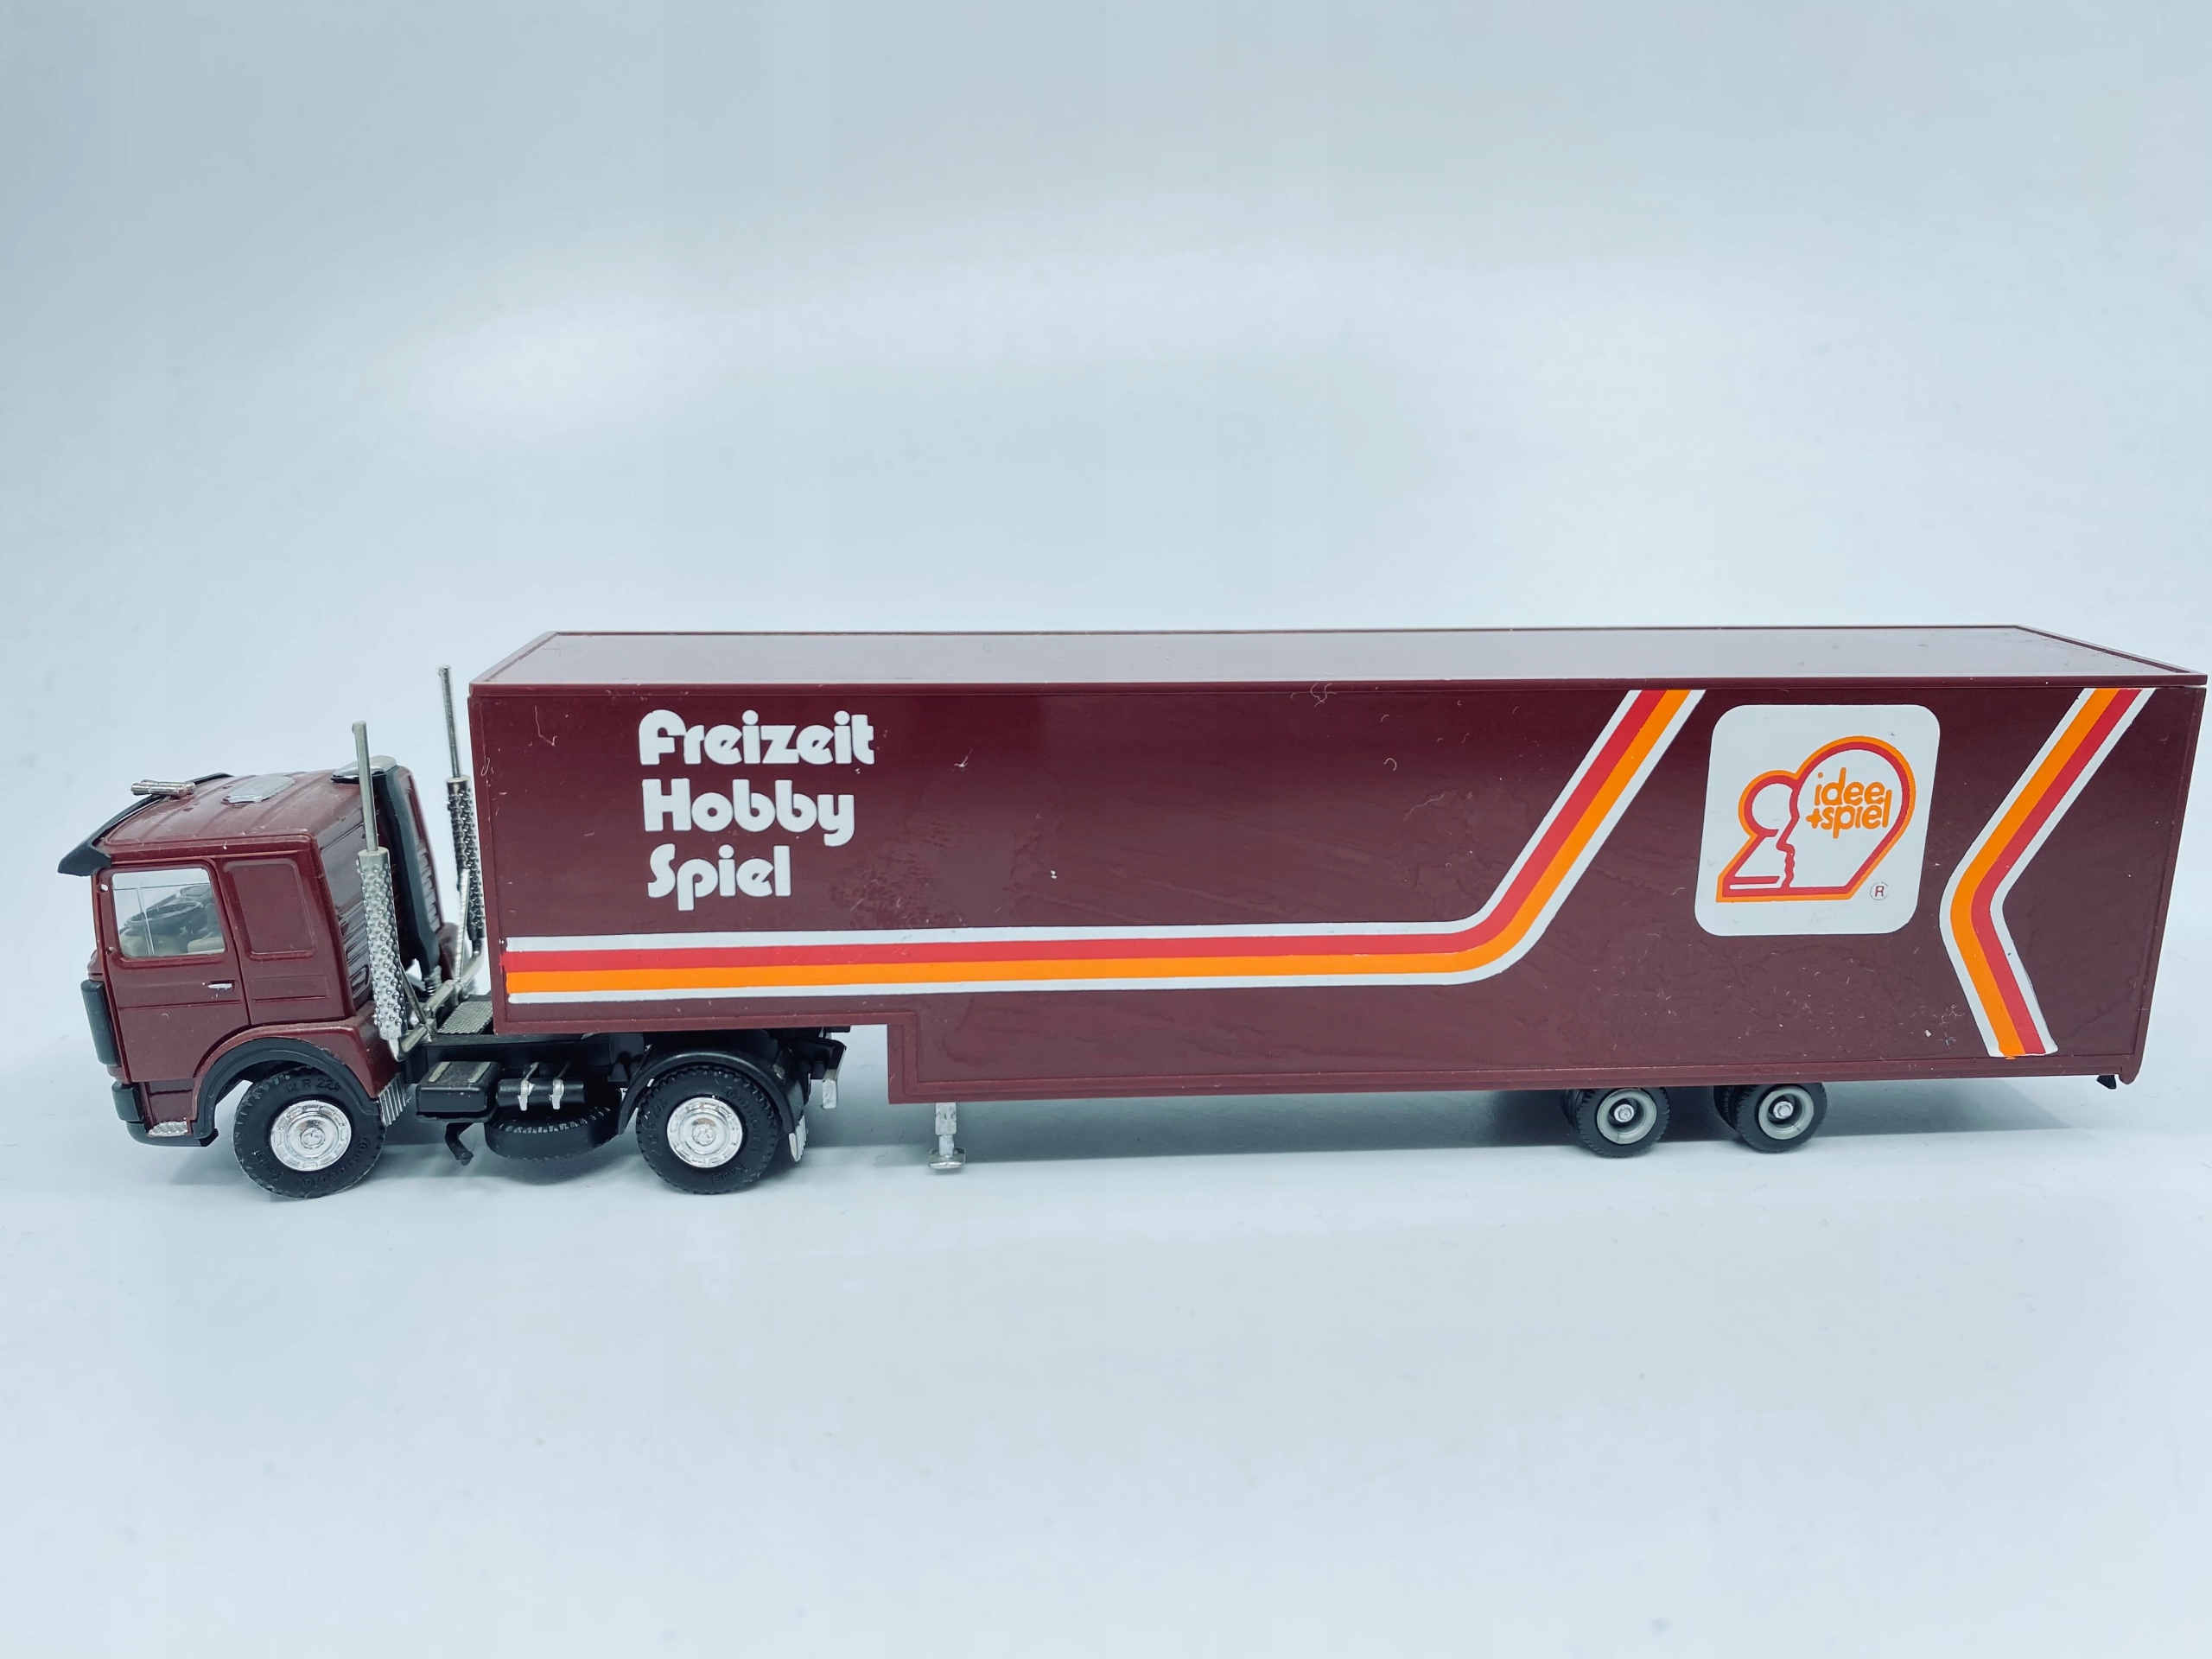 Freizeit
Hobby
Spiel
idee
+spiel
®